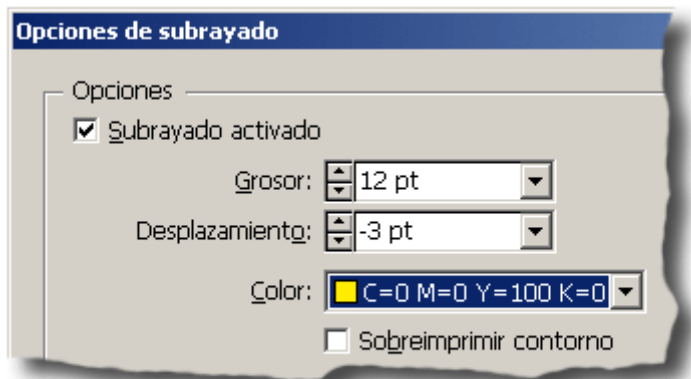 Opciones de subrayado
Opciones
Subrayado activado
Grosor: 12 pt
Desplazamiento: -3 pt
Color: C=0 M=0 Y=100 K=0
Sobreimprimir contorno